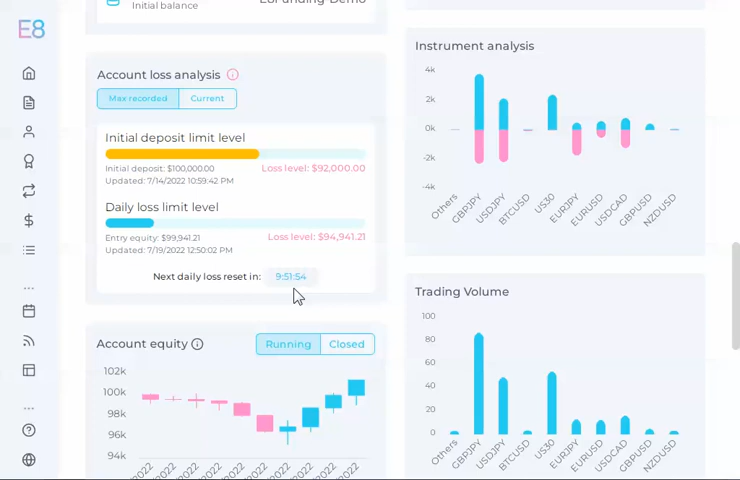 E8
Initial balance
Account loss analysis
Max recorded
Current
Initial deposit limit level
Initial deposit: $100,000.00
Loss level: $92,000.00
Updated: 7/14/2022 10:59:42 PM
Daily loss limit level
Entry equity: $99,941.21
Loss level: $94,941.21
Updated: 7/19/2022 12:50:02 PM
Next daily loss reset in: 9:51:54
Account equity
Running
Closed
102k
100k
98k
96k
94k
Instrument analysis
4k
2k
0k
-2k
-4k
Others
GBPJPY
USDJPY
BTCUSD
US30
EURJPY
EURUSD
USDCAD
GBPUSD
NZDUSD
Trading Volume
100
80
60
40
20
0
Others
GBPJPY
USDJPY
BTCUSD
US30
EURJPY
EURUSD
USDCAD
GBPUSD
NZDUSD